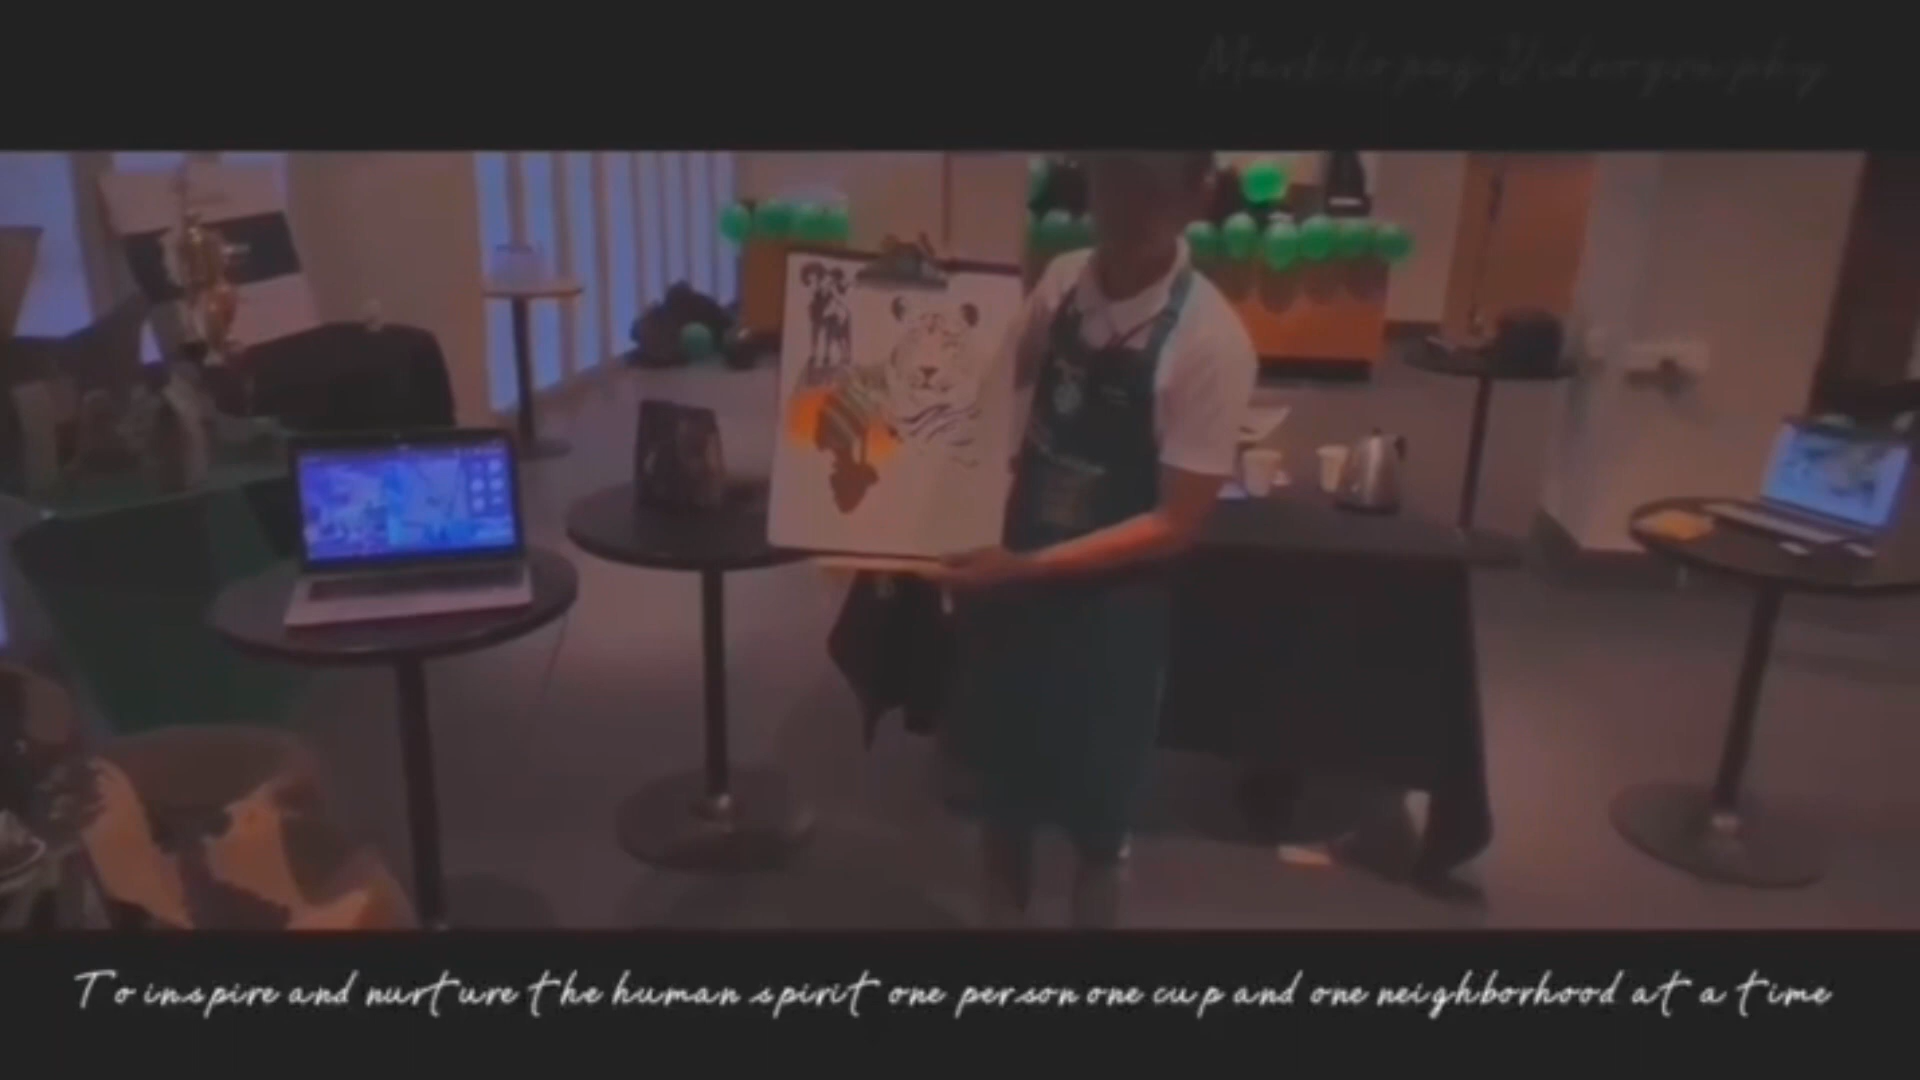 To inspire and nurture the human spirit one person one cup and one neighborhood at a time